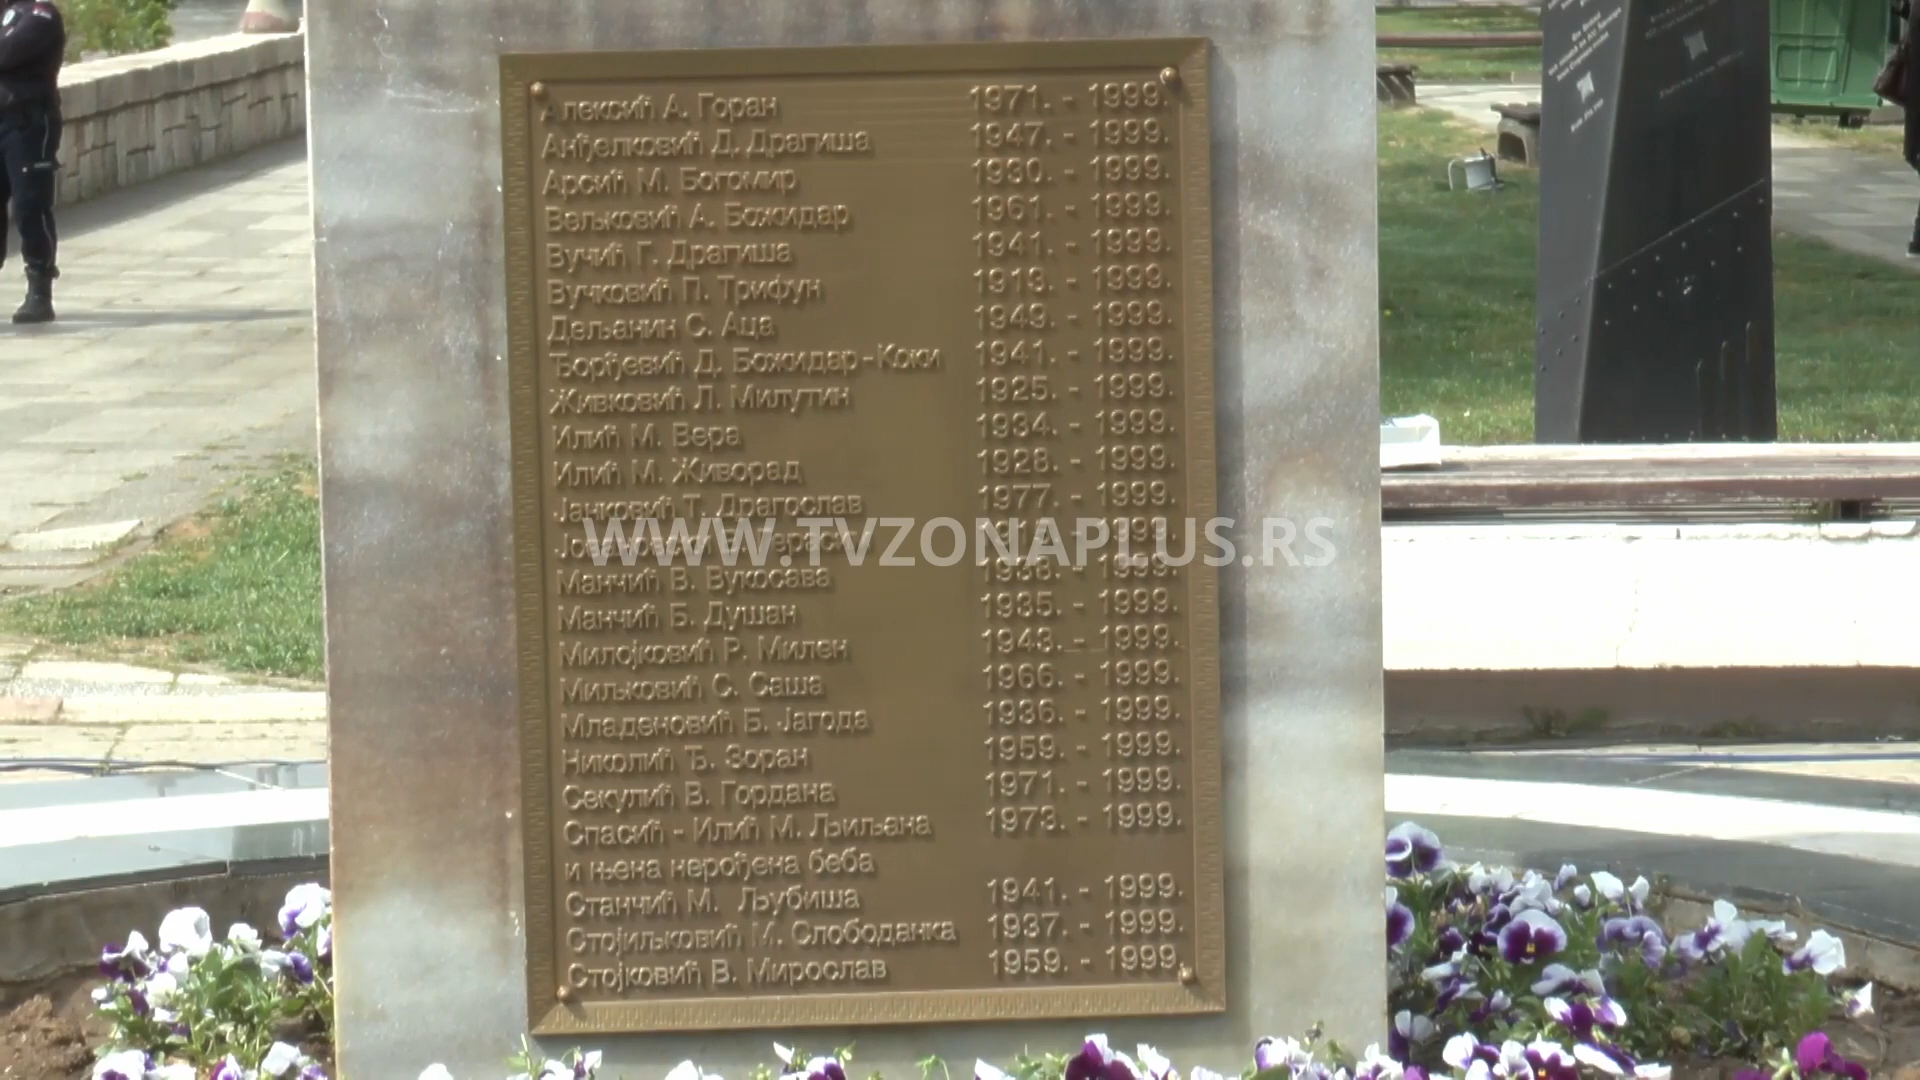 Алексић А. Горан 1971. - 1999.
Анђелковић Д. Драгиша 1947. - 1999.
Арсић М. Богомир 1930. - 1999.
Вељковић А. Божидар 1961. - 1999.
Вучић Г. Драгиша 1941. - 1999.
Вучковић П. Трифун 1913. - 1999.
Дељанин С. Аца 1949. - 1999.
Ђорђевић Д. Божидар-Коки 1941. - 1999.
Живковић Л. Милутин 1925. - 1999.
Илић М. Вера 1934. - 1999.
Илић М. Живорад 1928. - 1999.
Јанковић Т. Драгослав 1977. - 1999.
- 1999.
WWW.TVZONAPLUS.RS
Манчић В. Вукосава 1938. - 1999.
Манчић Б. Душан 1935. - 1999.
Милојковић Р. Милен 1943. - 1999.
Миљковић С. Саша 1966. - 1999.
Младеновић Б. Јагода 1936. - 1999.
Николић Ђ. Зоран 1959. - 1999.
Секулић В. Гордана 1971. - 1999.
Спасић - Илић М. Љиљана 1973. - 1999.
и њена нерођена беба
Станчић М. Љубиша 1941. - 1999.
Стојиљковић М. Слободанка 1937. - 1999.
Стојковић В. Мирослав 1959. - 1999.